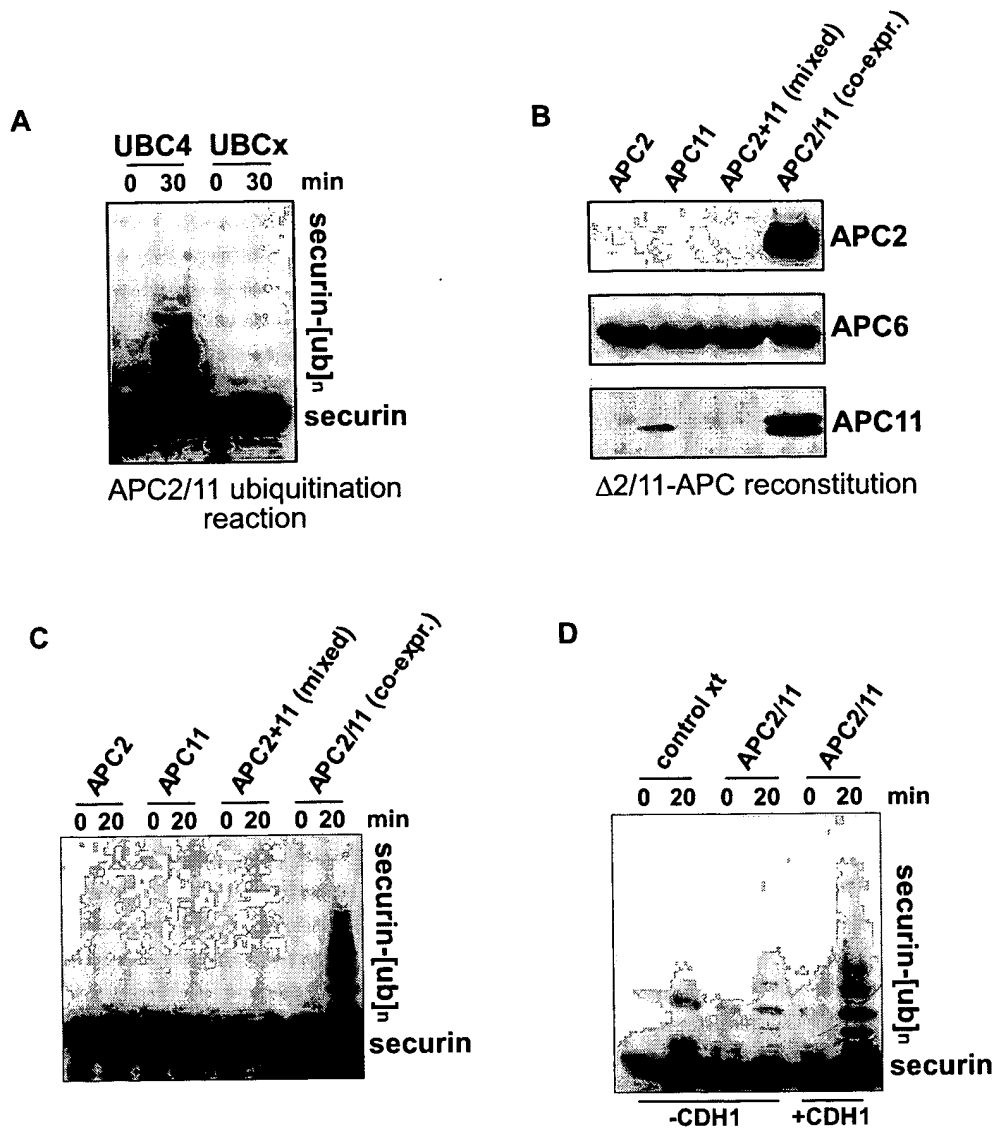 A
UBC4 UBCx
0 30 0 30 min
securin-[ub]n
securin
APC2/11 ubiquitination
reaction
B
APC2
APC11
APC2+11 (mixed)
APC2/11 (co-expr.)
APC2
APC6
APC11
Δ2/11-APC reconstitution
C
APC2
APC11
APC2+11 (mixed)
APC2/11 (co-expr.)
0 20 0 20 0 20 0 20 min
securin-[ub]n
securin
D
control xt
APC2/11
APC2/11
0 20 0 20 0 20 min
securin-[ub]n
securin
-CDH1 +CDH1